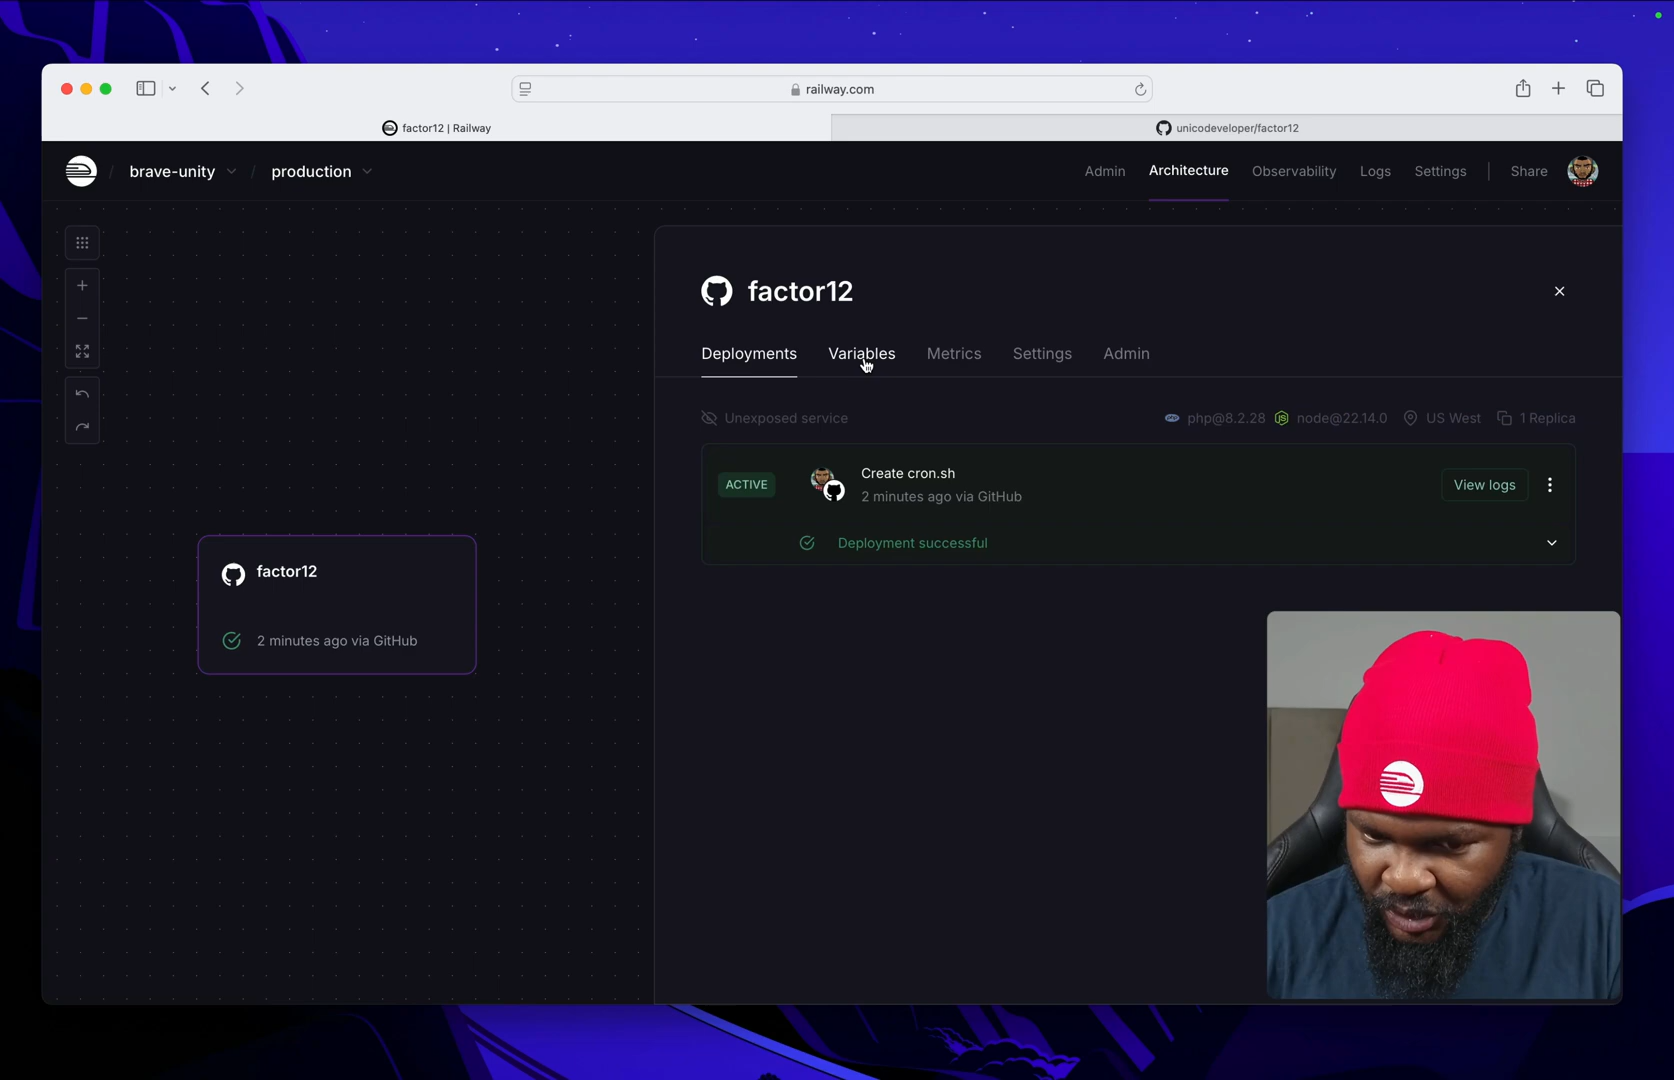 railway.com
factor12 | Railway
unicodeveloper/factor12
/ brave-unity / production
Admin Architecture Observability Logs Settings | Share
factor12
Deployments Variables Metrics Settings Admin
Unexposed service
php@8.2.28 node@22.14.0 US West 1 Replica
ACTIVE
Create cron.sh
2 minutes ago via GitHub
View logs
Deployment successful
factor12
2 minutes ago via GitHub